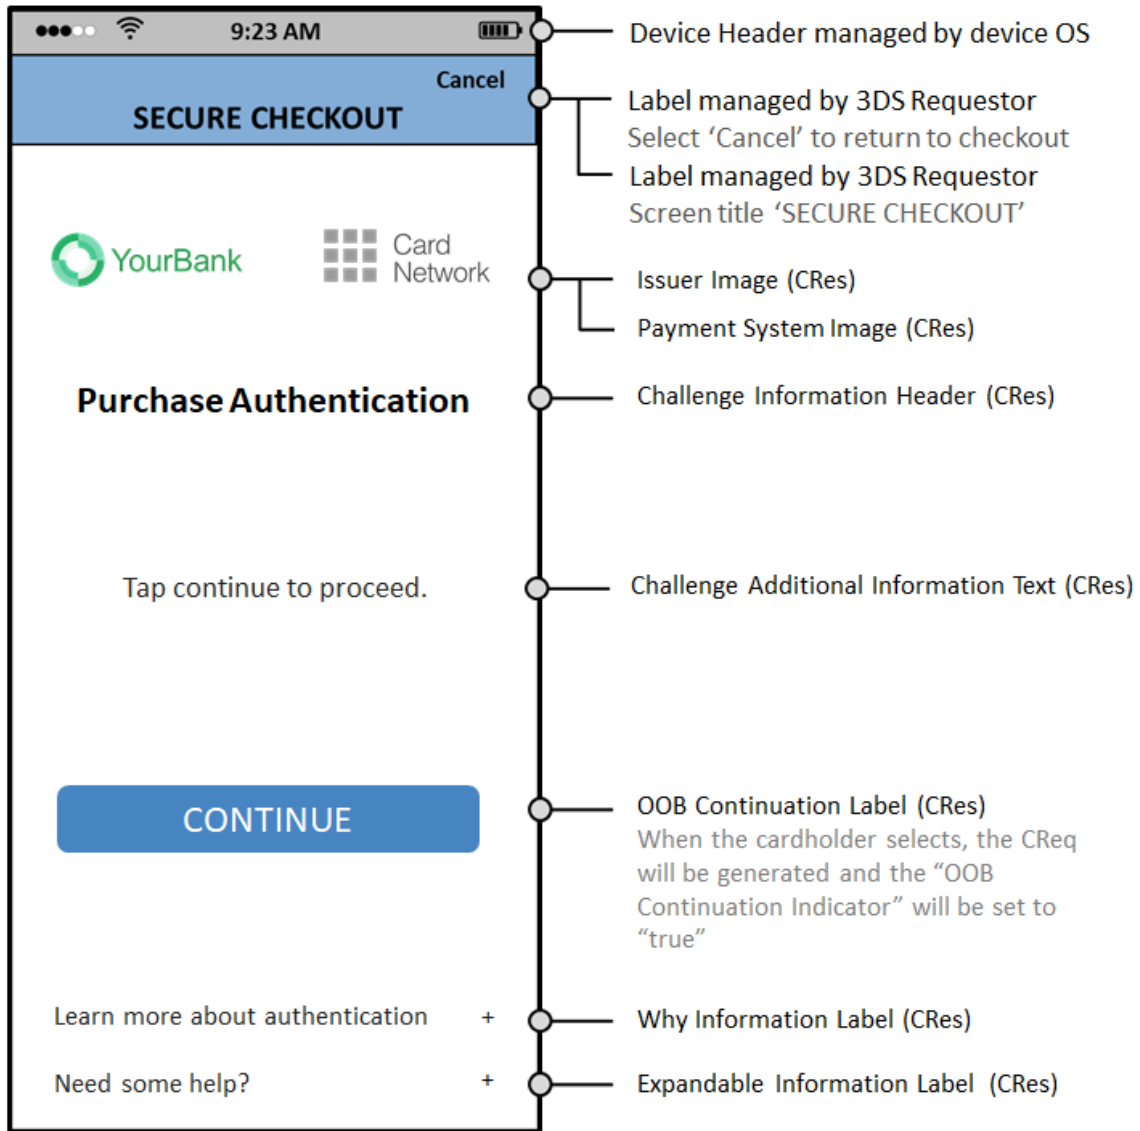 9:23 AM
Device Header managed by device OS
Cancel
SECURE CHECKOUT
Label managed by 3DS Requestor
Select ‘Cancel’ to return to checkout
Label managed by 3DS Requestor
Screen title ‘SECURE CHECKOUT’
YourBank
Card
Network
Issuer Image (CRes)
Payment System Image (CRes)
Purchase Authentication
Challenge Information Header (CRes)
Tap continue to proceed.
Challenge Additional Information Text (CRes)
CONTINUE
OOB Continuation Label (CRes)
When the cardholder selects, the CReq
will be generated and the “OOB
Continuation Indicator” will be set to
“true”
Learn more about authentication +
Why Information Label (CRes)
Need some help? +
Expandable Information Label (CRes)